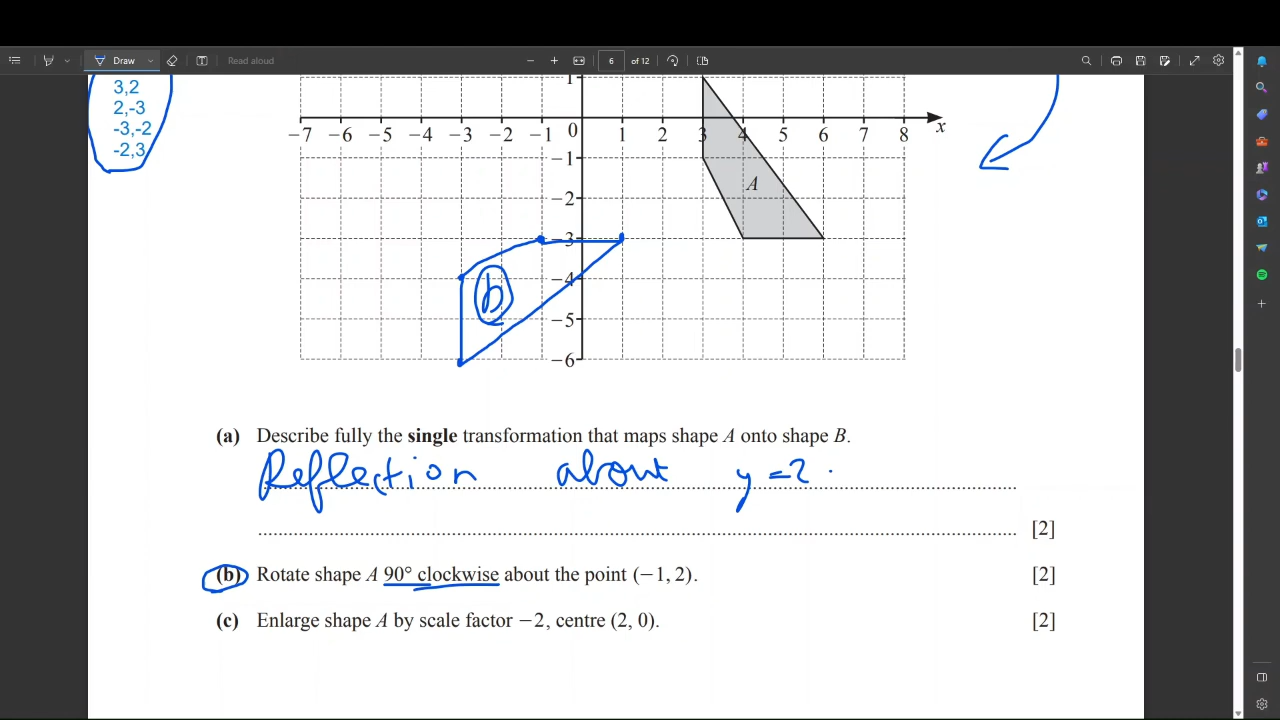 Draw
Read aloud
6 of 12
3,2
2,-3
-3,-2
-2,3
1
−7 −6 −5 −4 −3 −2 −1 0 1 2 3 4 5 6 7 8 x
−1
A
−2
−3
b
−4
−5
−6
(a) Describe fully the single transformation that maps shape A onto shape B.
Reflection about y = 2 .
[2]
(b) Rotate shape A 90° clockwise about the point (−1, 2). [2]
(c) Enlarge shape A by scale factor −2, centre (2, 0). [2]